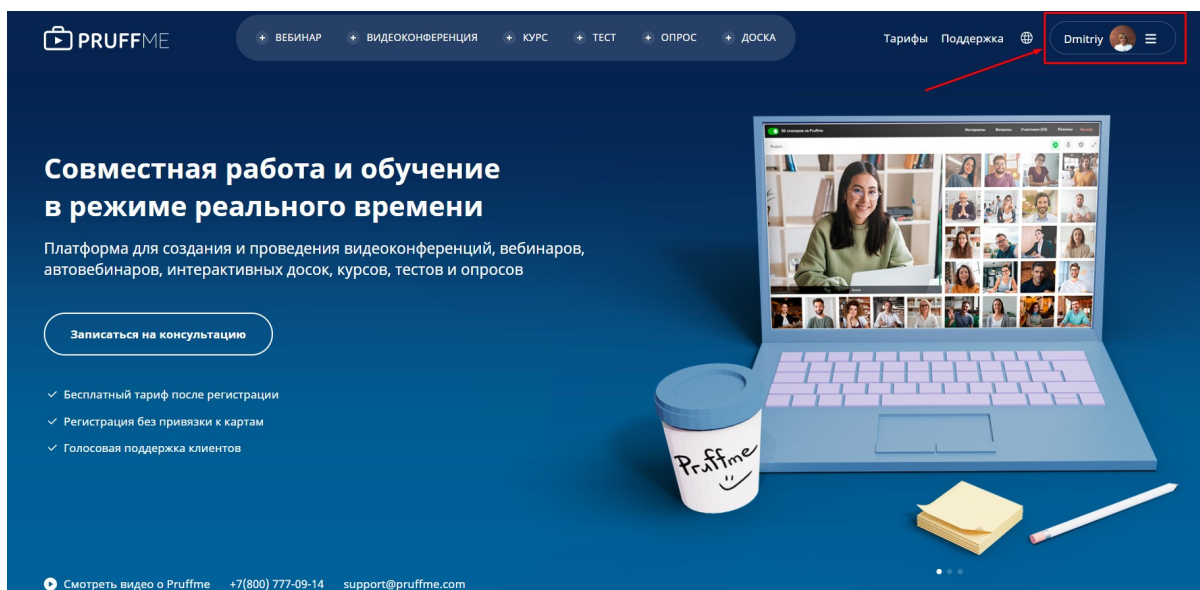 PRUFFME
+ ВЕБИНАР + ВИДЕОКОНФЕРЕНЦИЯ + КУРС + ТЕСТ + ОПРОС + ДОСКА
Тарифы Поддержка Dmitriy
Совместная работа и обучение
в режиме реального времени
Платформа для создания и проведения видеоконференций, вебинаров,
автовебинаров, интерактивных досок, курсов, тестов и опросов
Записаться на консультацию
Бесплатный тариф после регистрации
Регистрация без привязки к картам
Голосовая поддержка клиентов
Pruffme
Смотреть видео о Pruffme +7(800) 777-09-14 support@pruffme.com